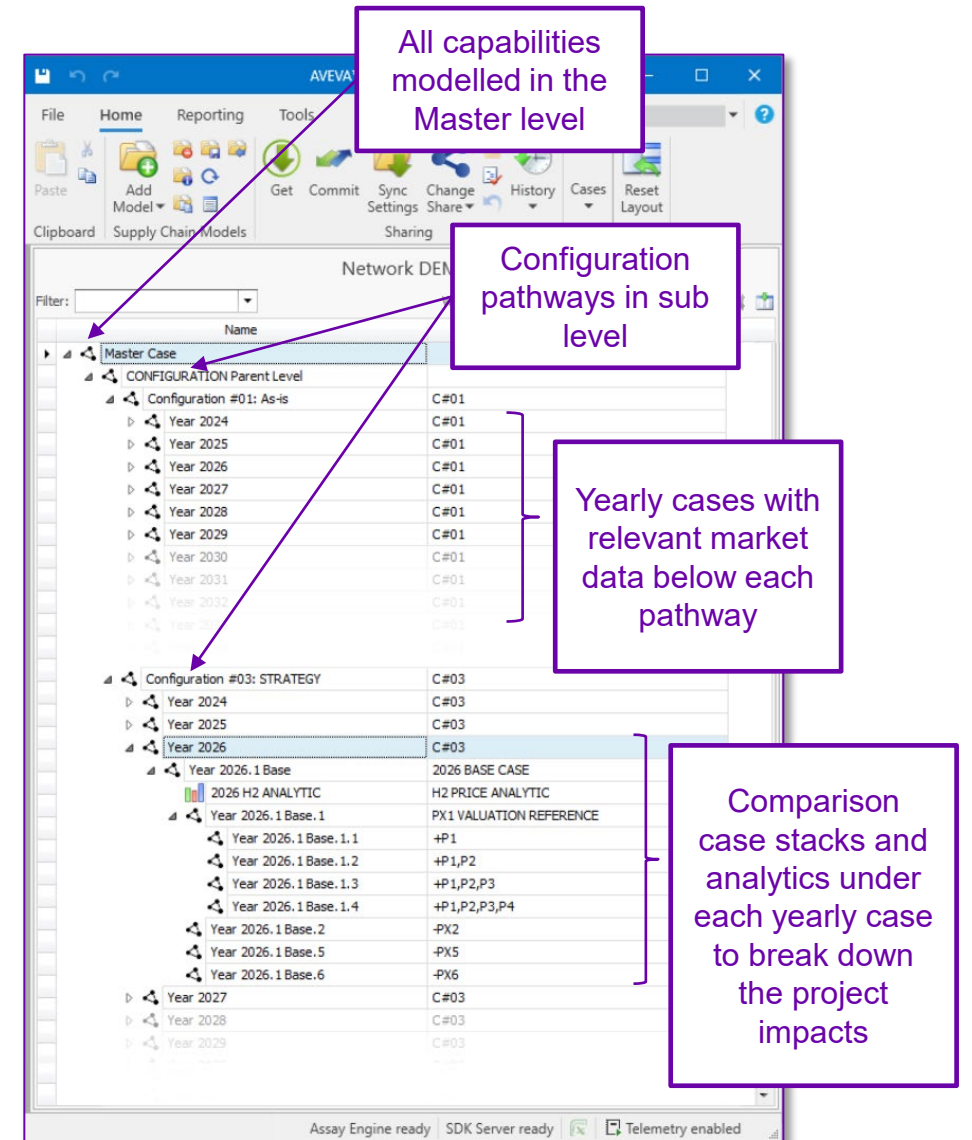 All capabilities
modelled in the
Master level
AVEVA
File Home Reporting Tools
Paste
Add
Model
Get Commit Sync
Settings
Change
Share
History Cases Reset
Layout
Clipboard Supply Chain Models Sharing
Network DEM
Configuration
pathways in sub
level
Filter:
Name
Master Case
CONFIGURATION Parent Level
Configuration #01: As-is C#01
Year 2024 C#01
Year 2025 C#01
Year 2026 C#01
Year 2027 C#01
Year 2028 C#01
Year 2029 C#01
Year 2030 C#01
Year 2031 C#01
Year 2032 C#01
Yearly cases with
relevant market
data below each
pathway
Configuration #03: STRATEGY C#03
Year 2024 C#03
Year 2025 C#03
Year 2026 C#03
Year 2026.1 Base 2026 BASE CASE
2026 H2 ANALYTIC H2 PRICE ANALYTIC
Year 2026.1 Base.1 PX1 VALUATION REFERENCE
Year 2026.1 Base.1.1 +P1
Year 2026.1 Base.1.2 +P1,P2
Year 2026.1 Base.1.3 +P1,P2,P3
Year 2026.1 Base.1.4 +P1,P2,P3,P4
Year 2026.1 Base.2 -PX2
Year 2026.1 Base.5 -PX5
Year 2026.1 Base.6 -PX6
Year 2027 C#03
Year 2028 C#03
Year 2029 C#03
Comparison
case stacks and
analytics under
each yearly case
to break down
the project
impacts
Assay Engine ready SDK Server ready Telemetry enabled